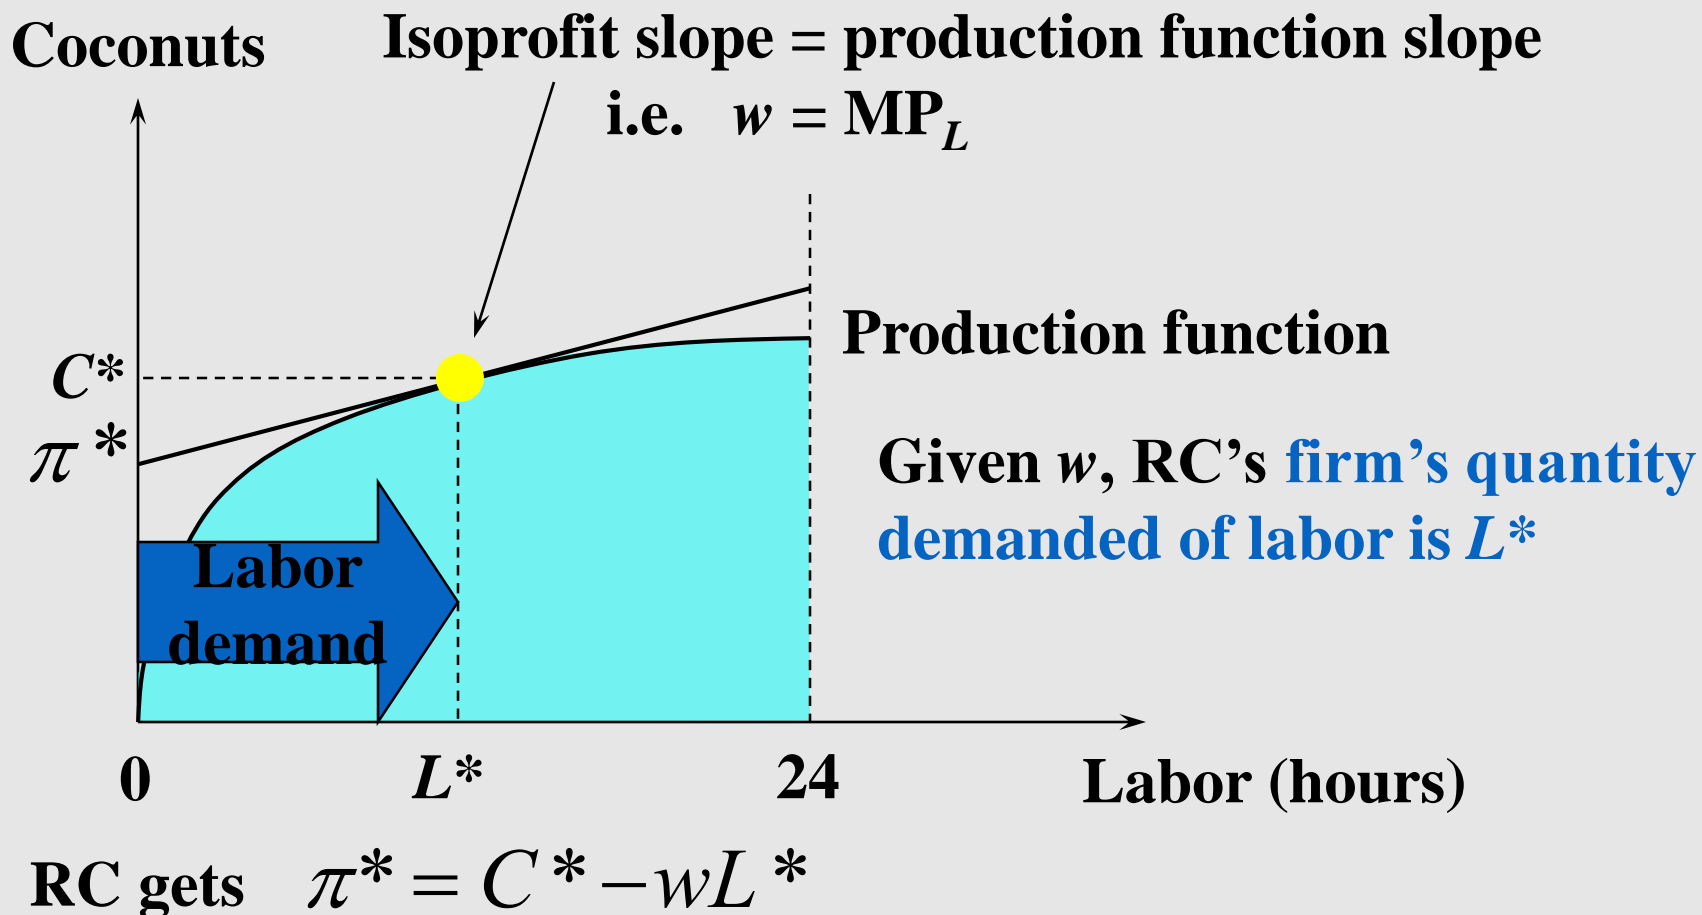 Coconuts
Isoprofit slope = production function slope
i.e. w = MP_L
Production function
C*
π*
Given w, RC’s firm’s quantity
demanded of labor is L*
Labor
demand
0
L*
24
Labor (hours)
RC gets π* = C* − wL*